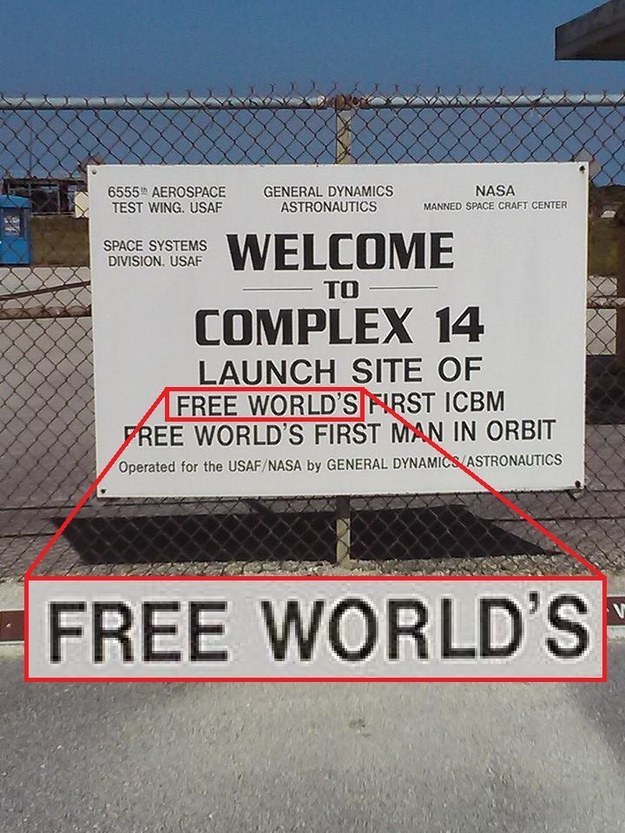 6555th AEROSPACE
TEST WING. USAF
GENERAL DYNAMICS
ASTRONAUTICS
NASA
MANNED SPACE CRAFT CENTER
SPACE SYSTEMS
DIVISION. USAF
WELCOME
TO
COMPLEX 14
LAUNCH SITE OF
FREE WORLD'S FIRST ICBM
FREE WORLD'S FIRST MAN IN ORBIT
Operated for the USAF/NASA by GENERAL DYNAMICS/ASTRONAUTICS
FREE WORLD'S